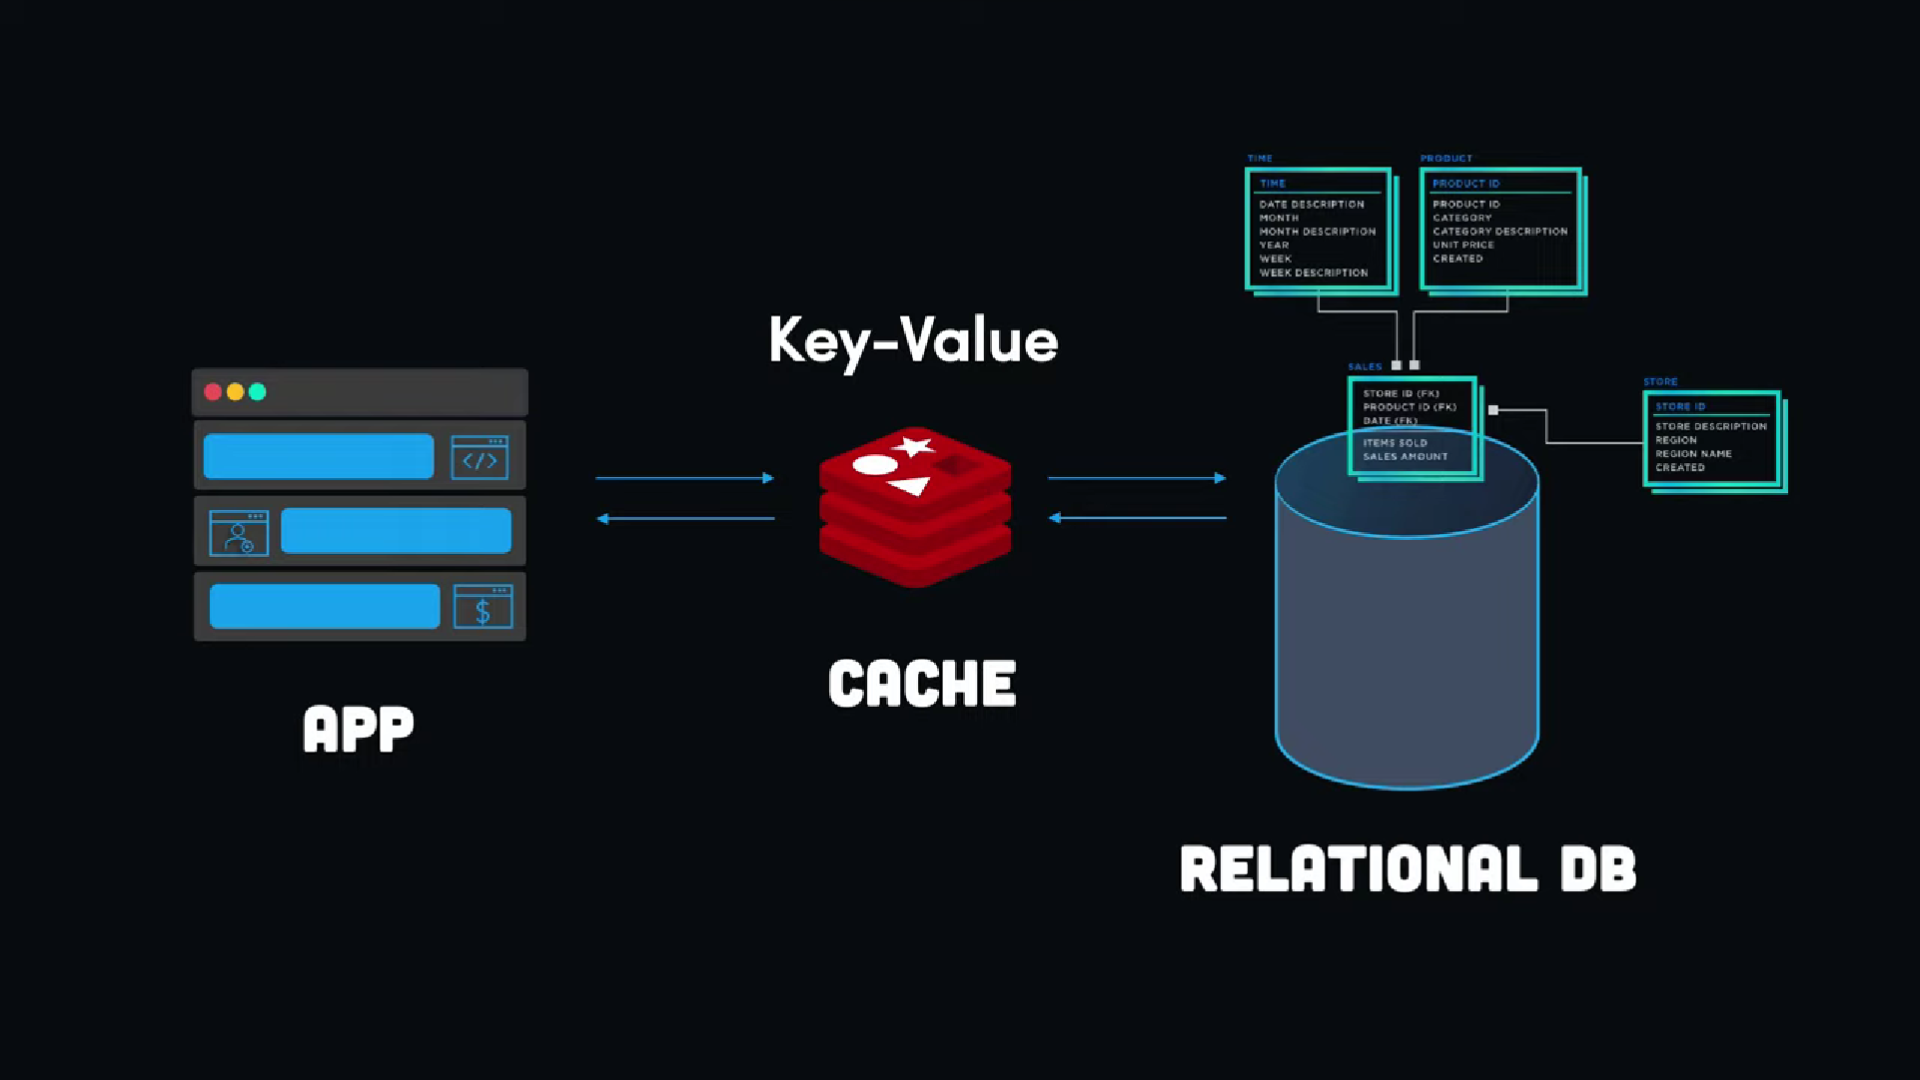 TIME
TIME
DATE DESCRIPTION
MONTH
MONTH DESCRIPTION
YEAR
WEEK
WEEK DESCRIPTION
PRODUCT
PRODUCT ID
PRODUCT ID
CATEGORY
CATEGORY DESCRIPTION
UNIT PRICE
CREATED
SALES
STORE ID (FK)
PRODUCT ID (FK)
DATE (FK)
ITEMS SOLD
SALES AMOUNT
STORE
STORE ID
STORE DESCRIPTION
REGION
REGION NAME
CREATED
Key-Value
</>
$
CACHE
APP
RELATIONAL DB